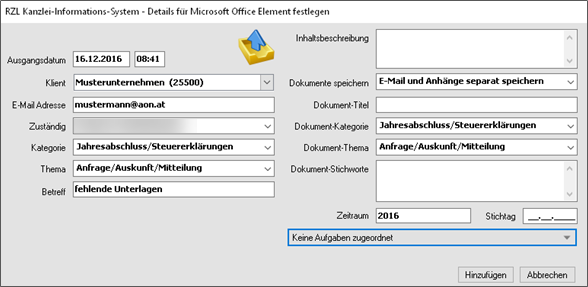 RZL Kanzlei-Informations-System - Details für Microsoft Office Element festlegen
Ausgangsdatum 16.12.2016 08:41
Klient Musterunternehmen (25500)
E-Mail Adresse mustermann@aon.at
Zuständig
Kategorie Jahresabschluss/Steuererklärungen
Thema Anfrage/Auskunft/Mitteilung
Betreff fehlende Unterlagen
Inhaltsbeschreibung
Dokumente speichern E-Mail und Anhänge separat speichern
Dokument-Titel
Dokument-Kategorie Jahresabschluss/Steuererklärungen
Dokument-Thema Anfrage/Auskunft/Mitteilung
Dokument-Stichworte
Zeitraum 2016 Stichtag __.__.____
Keine Aufgaben zugeordnet
Hinzufügen Abbrechen